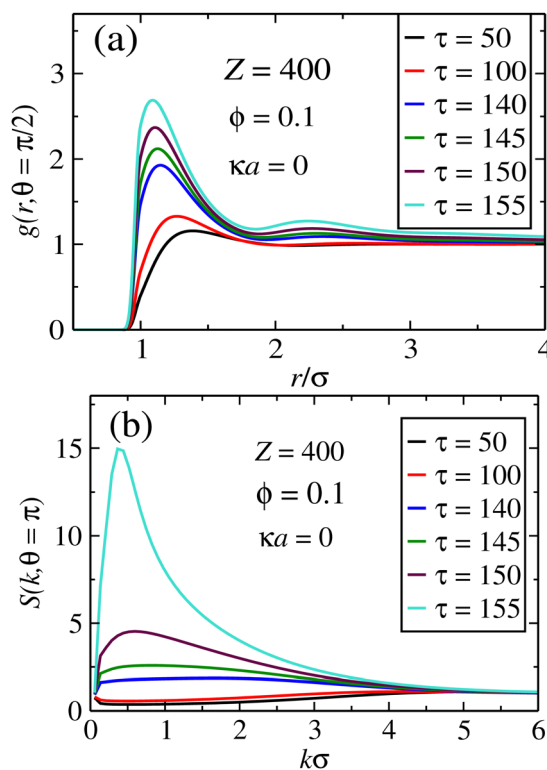 (a)
Z = 400
ϕ = 0.1
κa = 0
τ = 50
τ = 100
τ = 140
τ = 145
τ = 150
τ = 155
g(r,θ = π/2)
3
2
1
0
1
2
3
4
r/σ
(b)
Z = 400
ϕ = 0.1
κa = 0
τ = 50
τ = 100
τ = 140
τ = 145
τ = 150
τ = 155
S(k,θ = π)
15
10
5
0
0
1
2
3
4
5
6
kσ